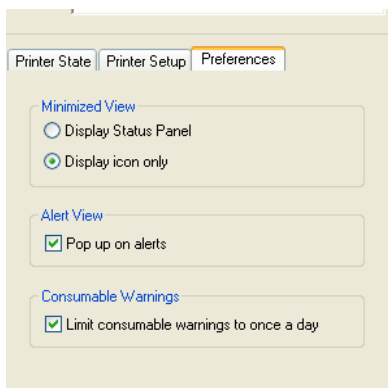 Printer State Printer Setup Preferences
Minimized View
Display Status Panel
Display icon only
Alert View
Pop up on alerts
Consumable Warnings
Limit consumable warnings to once a day